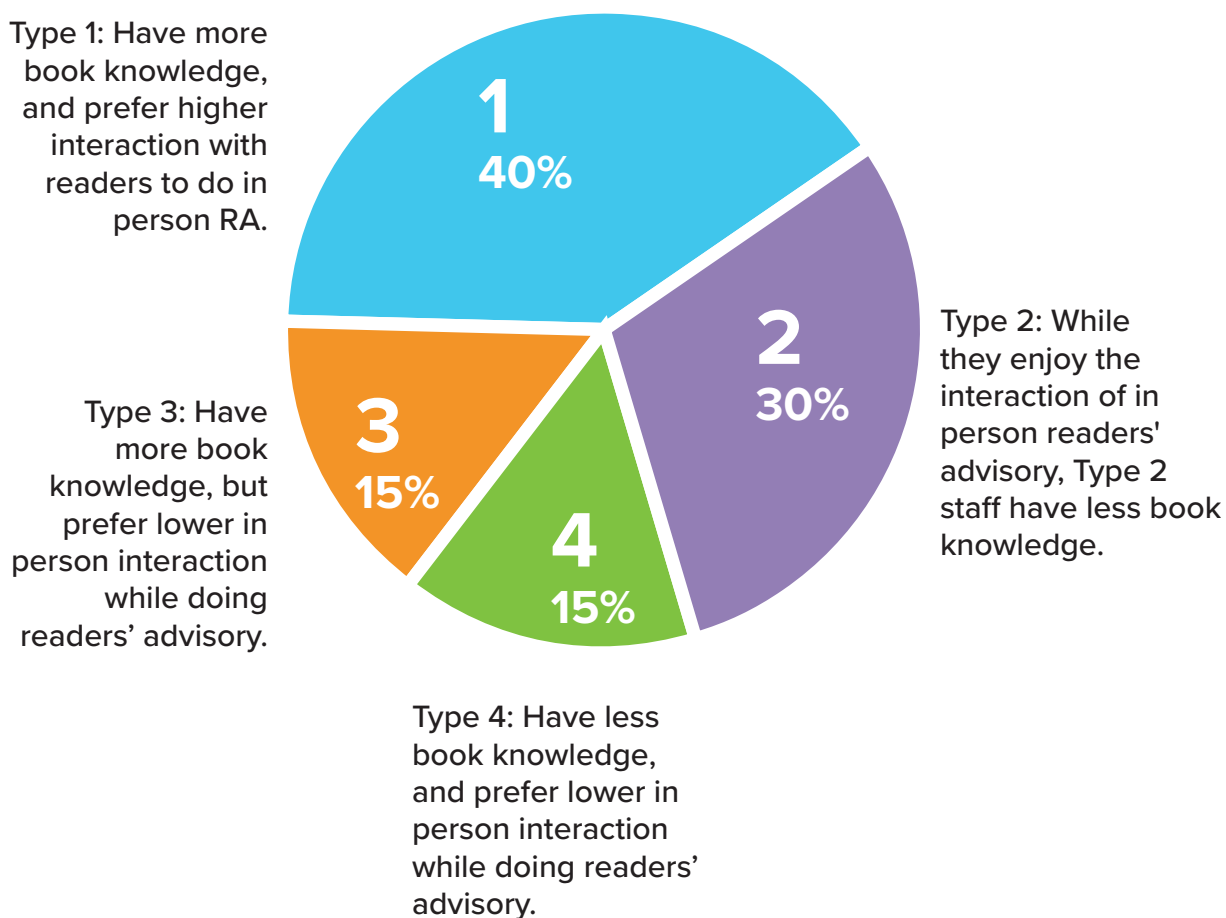 Type 1: Have more
book knowledge,
and prefer higher
interaction with
readers to do in
person RA.
1
40%
2
30%
Type 2: While
they enjoy the
interaction of in
person readers'
advisory, Type 2
staff have less book
knowledge.
Type 3: Have
more book
knowledge, but
prefer lower in
person interaction
while doing
readers’ advisory.
3
15%
4
15%
Type 4: Have less
book knowledge,
and prefer lower in
person interaction
while doing readers’
advisory.